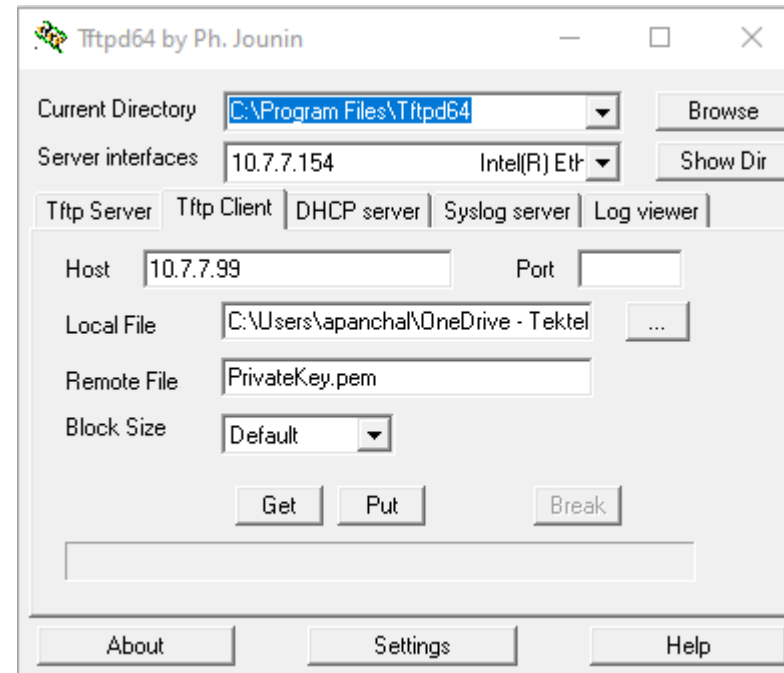 Tftpd64 by Ph. Jounin
Current Directory C:\Program Files\Tftpd64 Browse
Server interfaces 10.7.7.154 Intel(R) Eth Show Dir
Tftp Server Tftp Client DHCP server Syslog server Log viewer
Host 10.7.7.99 Port
Local File C:\Users\apanchal\OneDrive - Tektel ...
Remote File PrivateKey.pem
Block Size Default
Get Put Break
About Settings Help